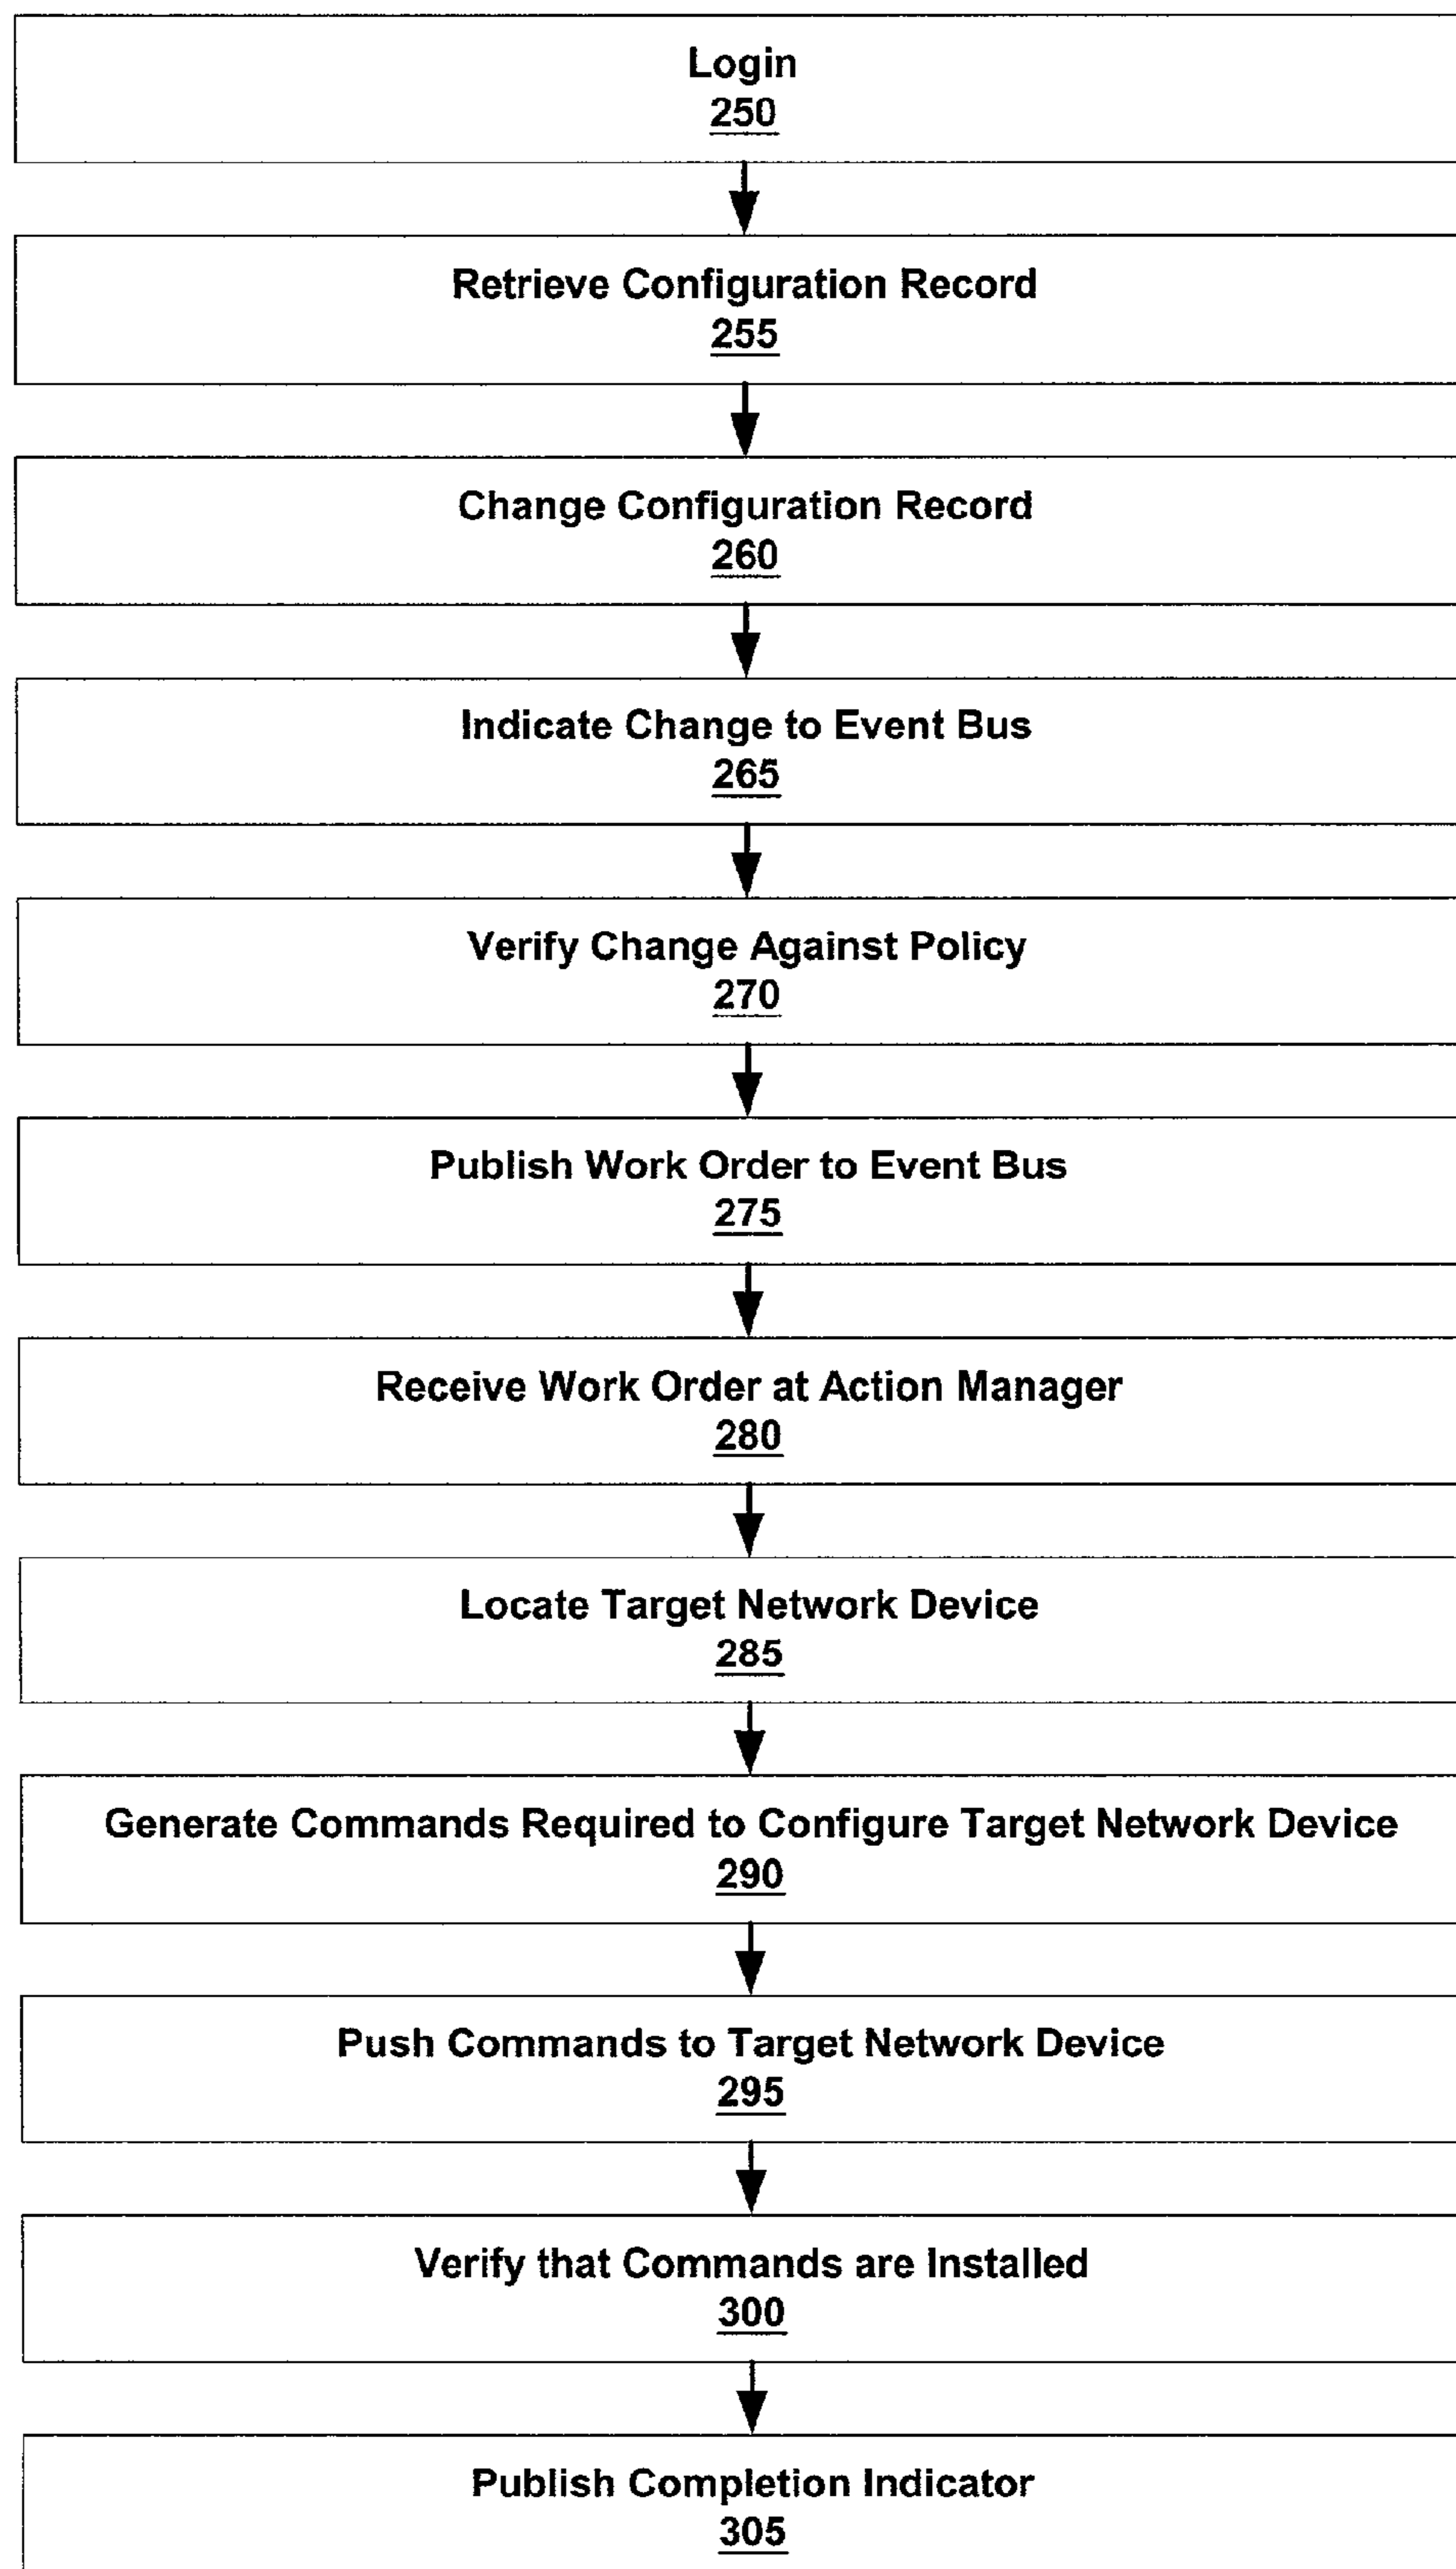 Login
250
Retrieve Configuration Record
255
Change Configuration Record
260
Indicate Change to Event Bus
265
Verify Change Against Policy
270
Publish Work Order to Event Bus
275
Receive Work Order at Action Manager
280
Locate Target Network Device
285
Generate Commands Required to Configure Target Network Device
290
Push Commands to Target Network Device
295
Verify that Commands are Installed
300
Publish Completion Indicator
305